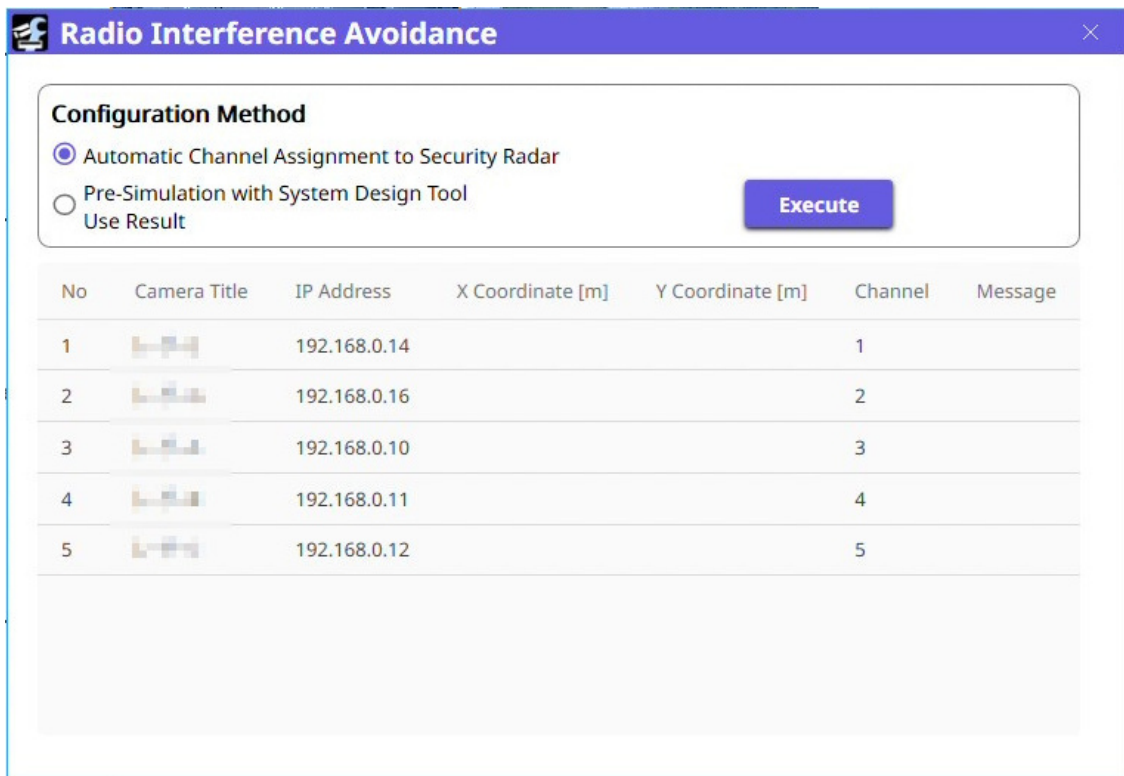 Radio Interference Avoidance
Configuration Method
Automatic Channel Assignment to Security Radar
Pre-Simulation with System Design Tool
Use Result
Execute
No Camera Title IP Address X Coordinate [m] Y Coordinate [m] Channel Message
1 192.168.0.14 1
2 192.168.0.16 2
3 192.168.0.10 3
4 192.168.0.11 4
5 192.168.0.12 5